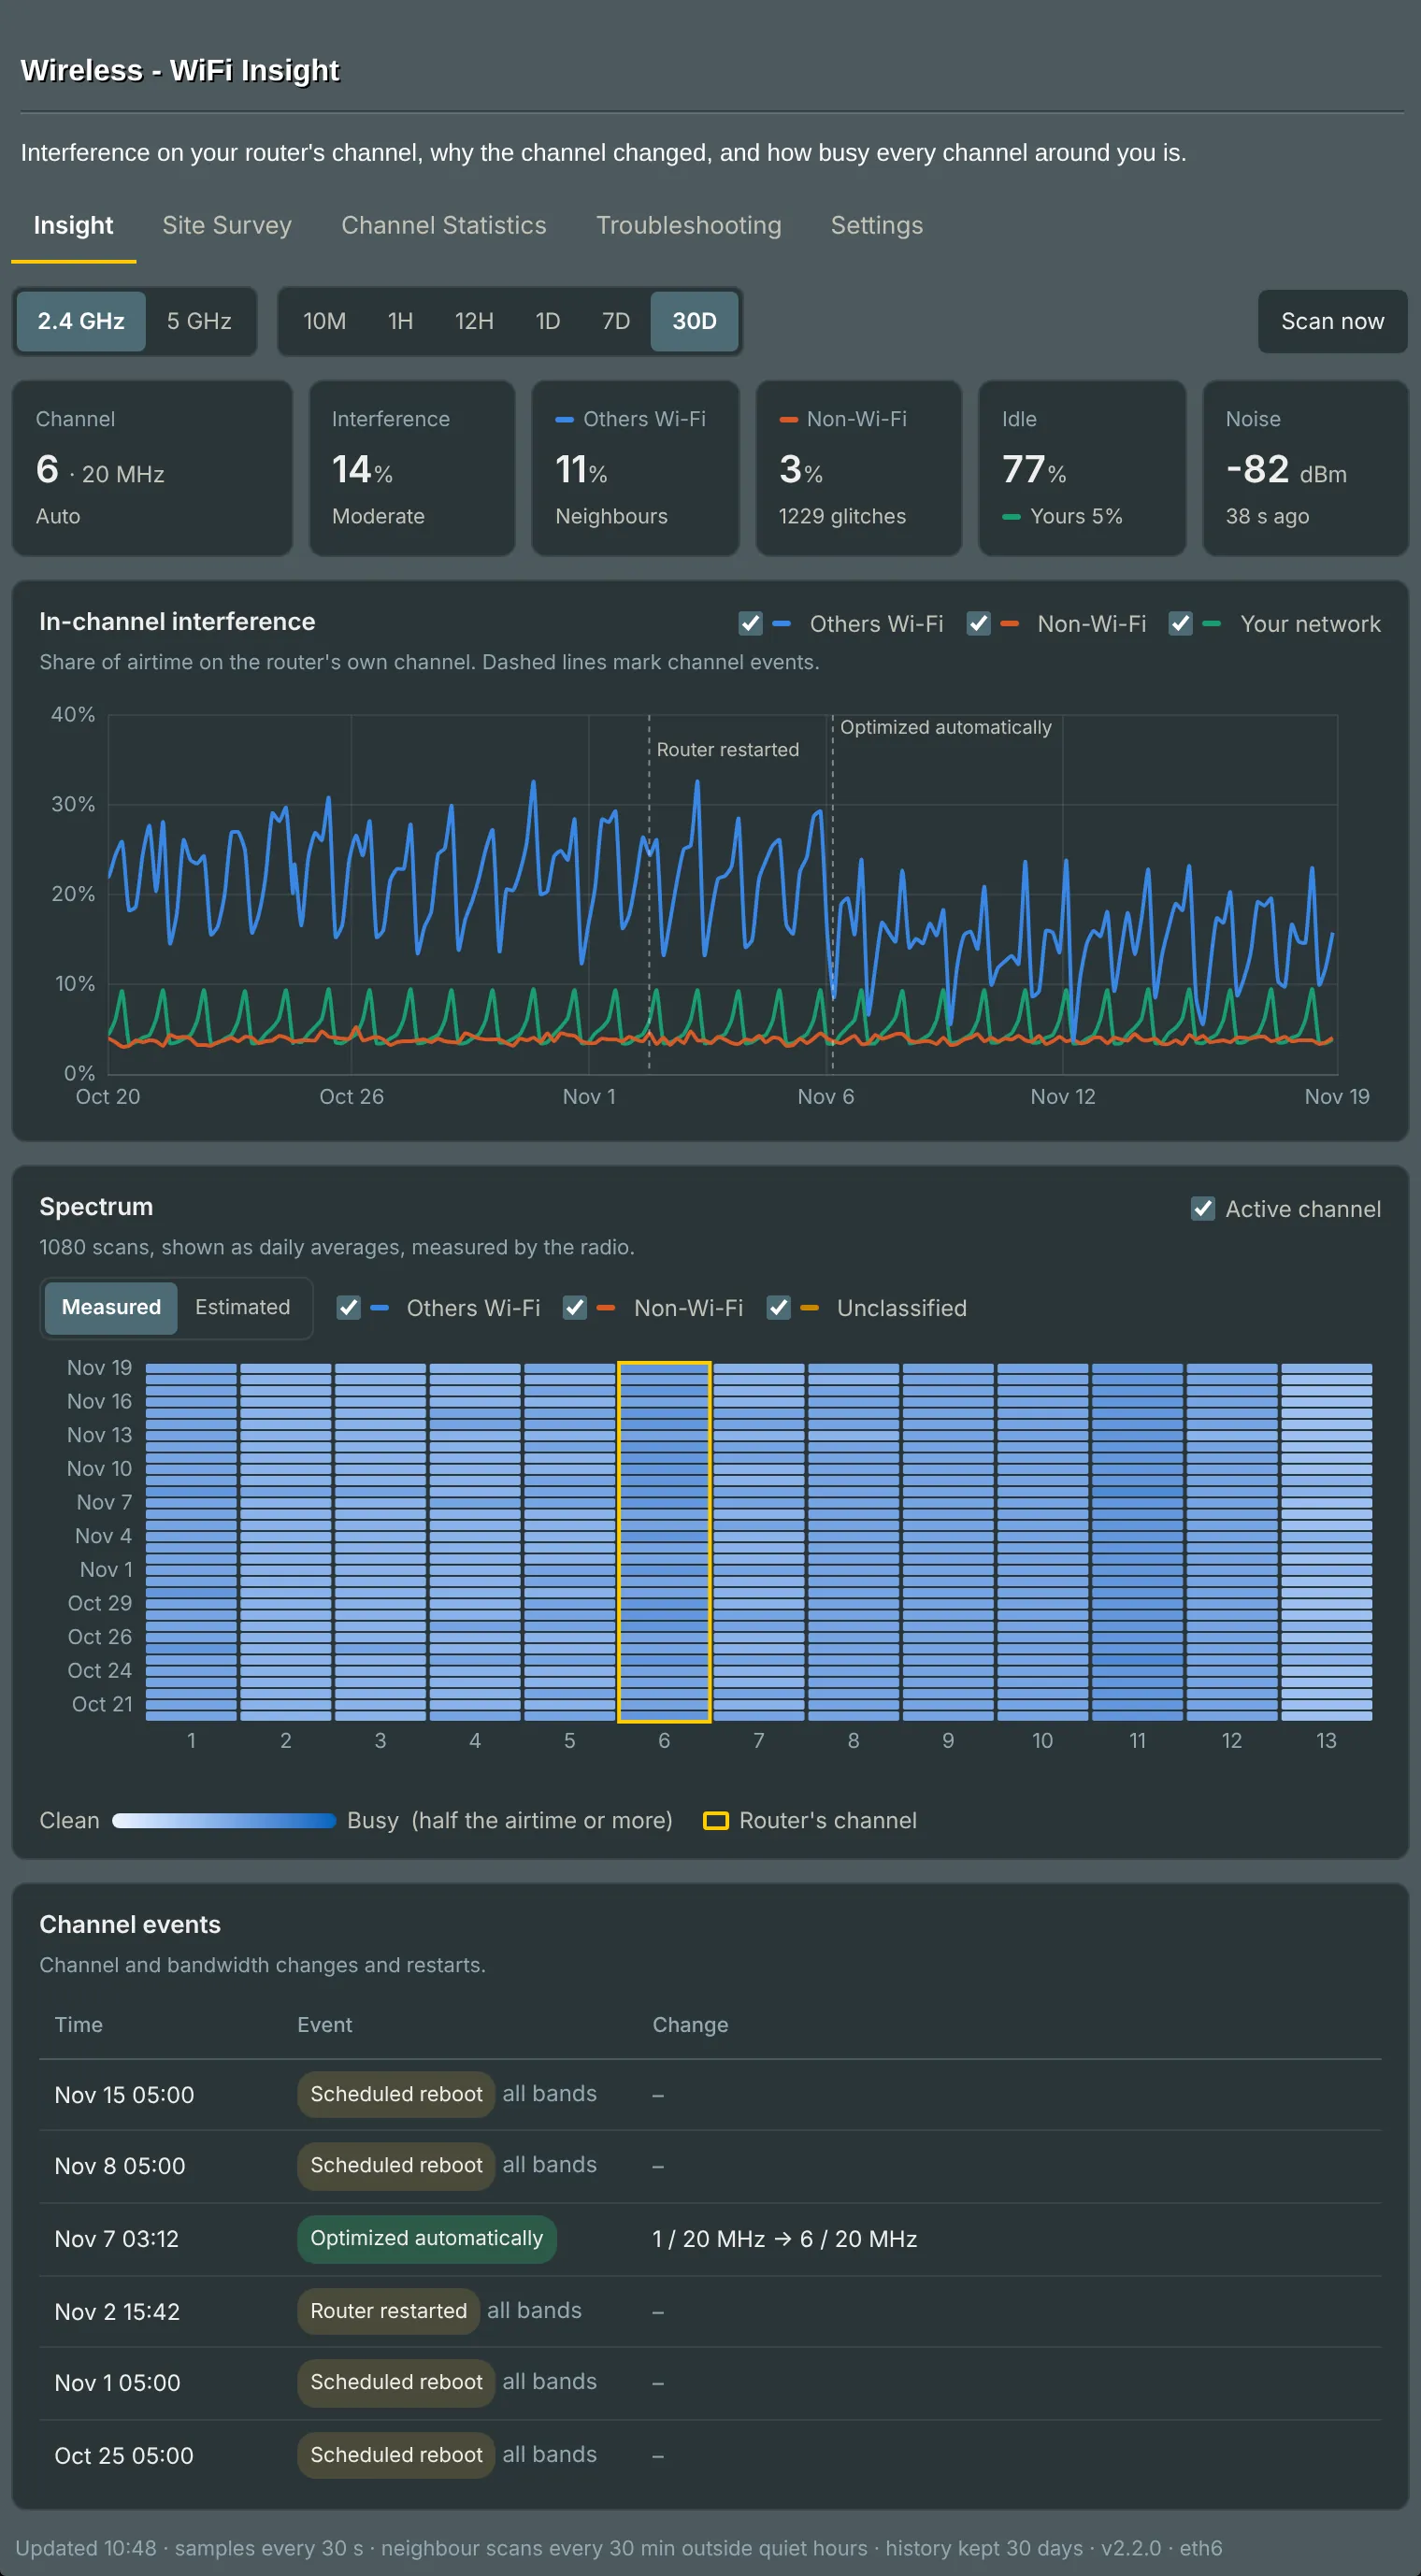 Wireless - WiFi Insight
Interference on your router's channel, why the channel changed, and how busy every channel around you is.
Insight Site Survey Channel Statistics Troubleshooting Settings
2.4 GHz 5 GHz 10M 1H 12H 1D 7D 30D Scan now
Channel
6 · 20 MHz
Auto
Interference
14%
Moderate
Others Wi-Fi
11%
Neighbours
Non-Wi-Fi
3%
1229 glitches
Idle
77%
Yours 5%
Noise
-82 dBm
38 s ago
In-channel interference
Others Wi-Fi Non-Wi-Fi Your network
Share of airtime on the router's own channel. Dashed lines mark channel events.
40%
Optimized automatically
Router restarted
30%
20%
10%
0%
Oct 20 Oct 26 Nov 1 Nov 6 Nov 12 Nov 19
Spectrum
Active channel
1080 scans, shown as daily averages, measured by the radio.
Measured Estimated Others Wi-Fi Non-Wi-Fi Unclassified
Nov 19
Nov 16
Nov 13
Nov 10
Nov 7
Nov 4
Nov 1
Oct 29
Oct 26
Oct 24
Oct 21
1 2 3 4 5 6 7 8 9 10 11 12 13
Clean Busy (half the airtime or more) Router's channel
Channel events
Channel and bandwidth changes and restarts.
Time Event Change
Nov 15 05:00 Scheduled reboot all bands –
Nov 8 05:00 Scheduled reboot all bands –
Nov 7 03:12 Optimized automatically 1 / 20 MHz → 6 / 20 MHz
Nov 2 15:42 Router restarted all bands –
Nov 1 05:00 Scheduled reboot all bands –
Oct 25 05:00 Scheduled reboot all bands –
Updated 10:48 · samples every 30 s · neighbour scans every 30 min outside quiet hours · history kept 30 days · v2.2.0 · eth6